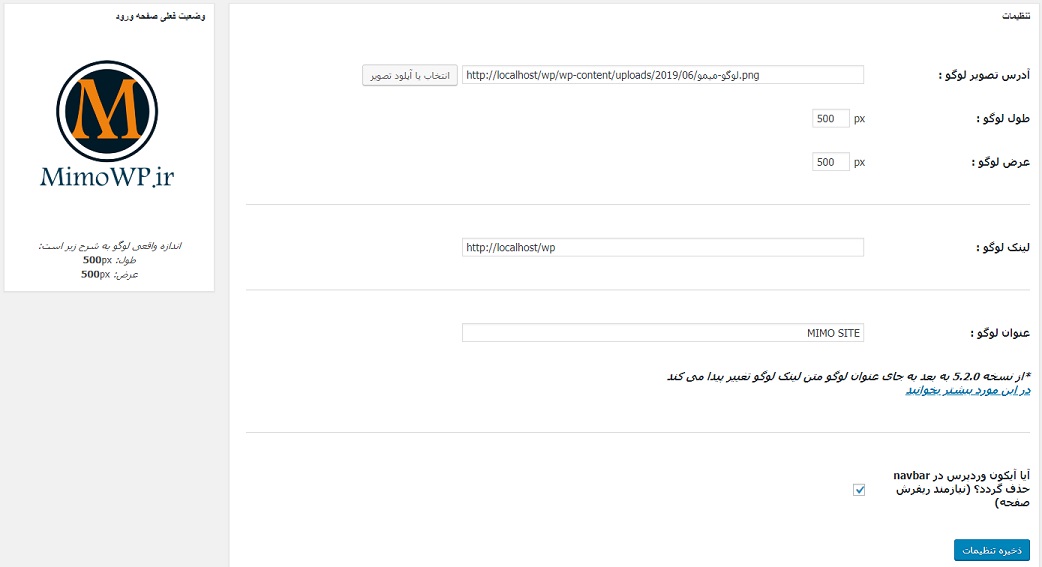 تنظیمات
آدرس تصویر لوگو :
http://localhost/wp/wp-content/uploads/2019/06/لوگو-میمو.png
انتخاب یا آپلود تصویر
طول لوگو :
500 px
عرض لوگو :
500 px
لینک لوگو :
http://localhost/wp
عنوان لوگو :
MIMO SITE
*از نسخه 5.2.0 به بعد به جای عنوان لوگو متن لینک لوگو تغییر پیدا می کند
در این مورد بیشتر بخوانید
آیا آیکون وردپرس در navbar
حذف گردد؟ (نیازمند ریفرش
صفحه)
ذخیره تنظیمات
وضعیت فعلی صفحه ورود
M
MimoWP.ir
اندازه واقعی لوگو به شرح زیر است:
طول: 500px
عرض: 500px